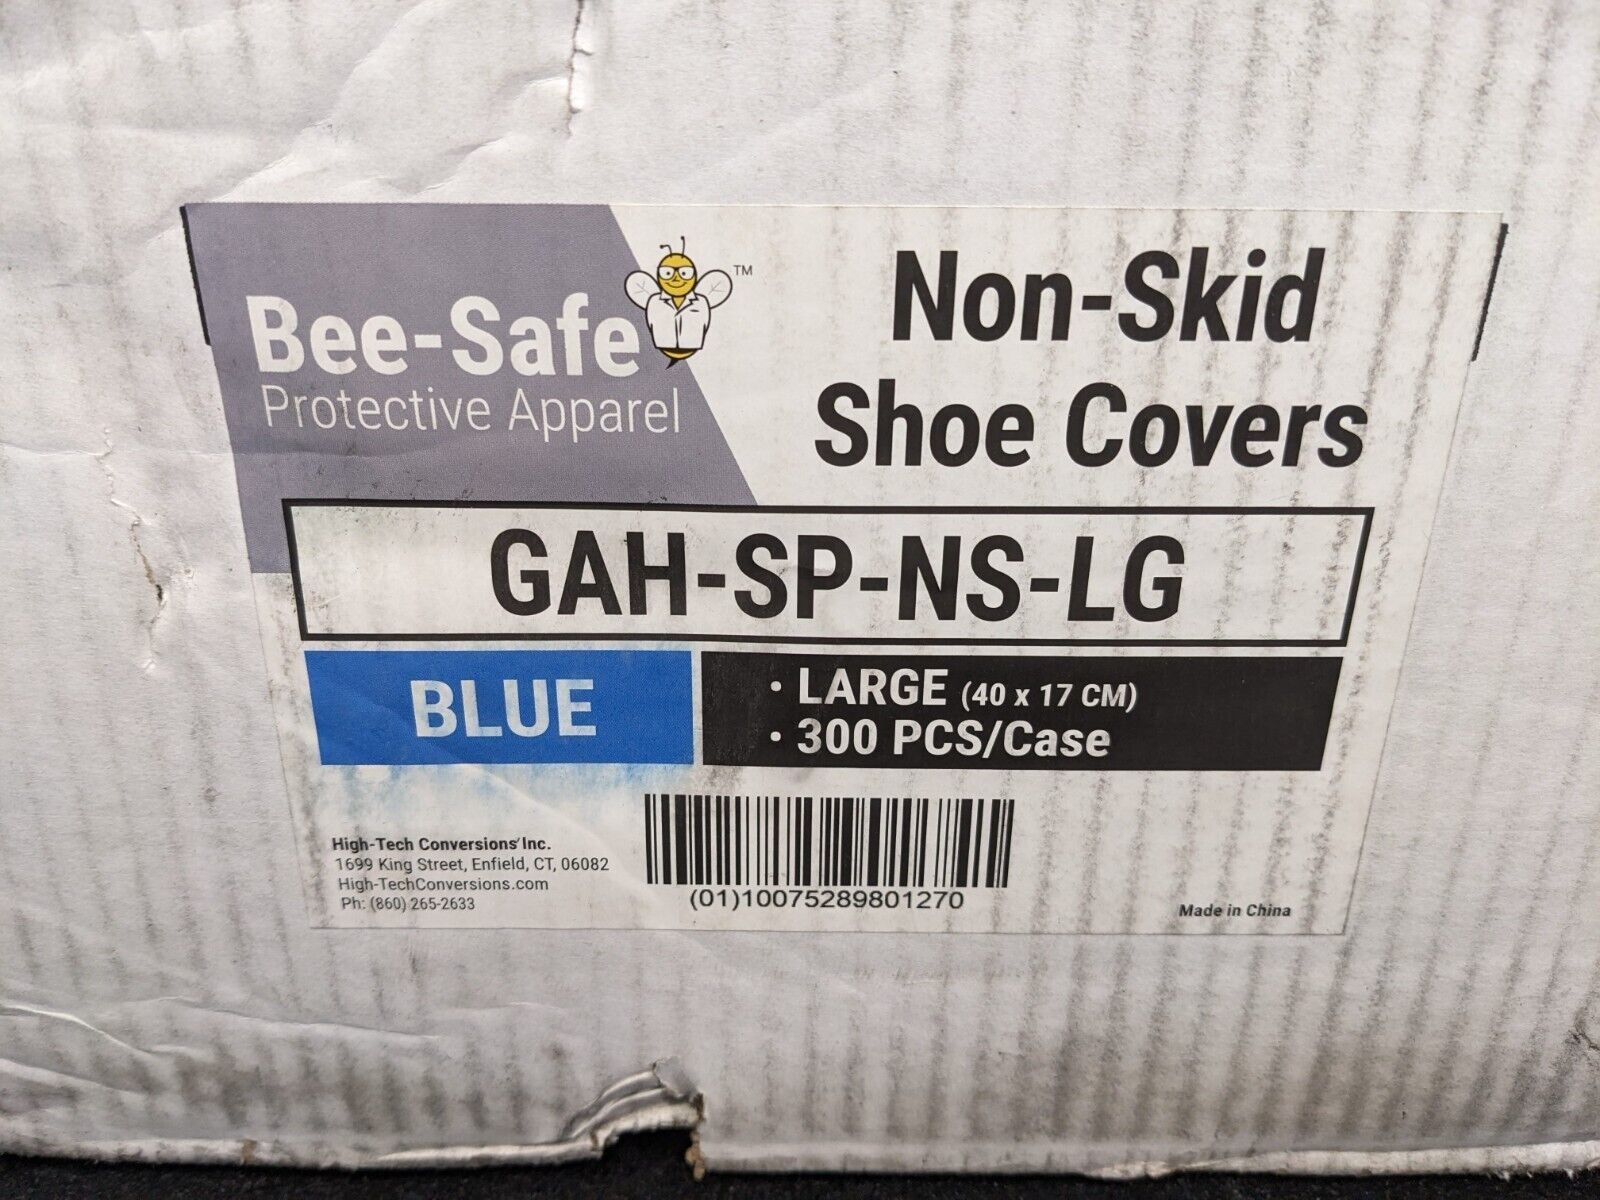 Bee-Safe
TM
Protective Apparel
Non-Skid
Shoe Covers
GAH-SP-NS-LG
BLUE
• LARGE (40 x 17 CM)
• 300 PCS/Case
High-Tech Conversions Inc.
1699 King Street, Enfield, CT, 06082
High-TechConversions.com
Ph: (860) 265-2633
(01)10075289801270
Made in China